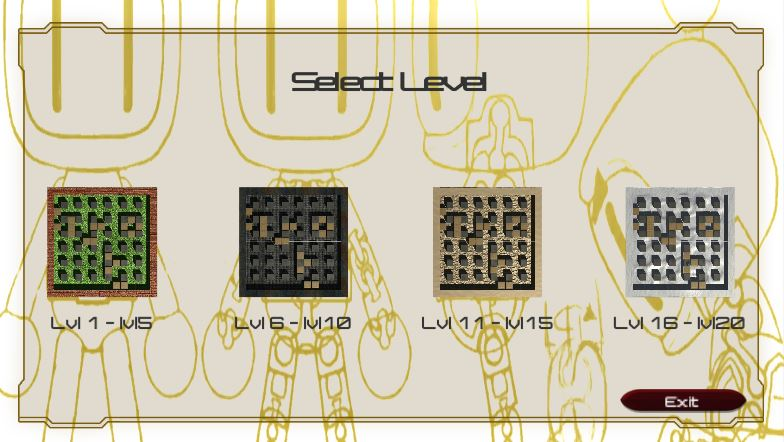 Select Level
Lvl 1 - lvl5
Lvl 6 - lvl10
Lvl 11 - lvl15
Lvl 16 - lvl20
Exit